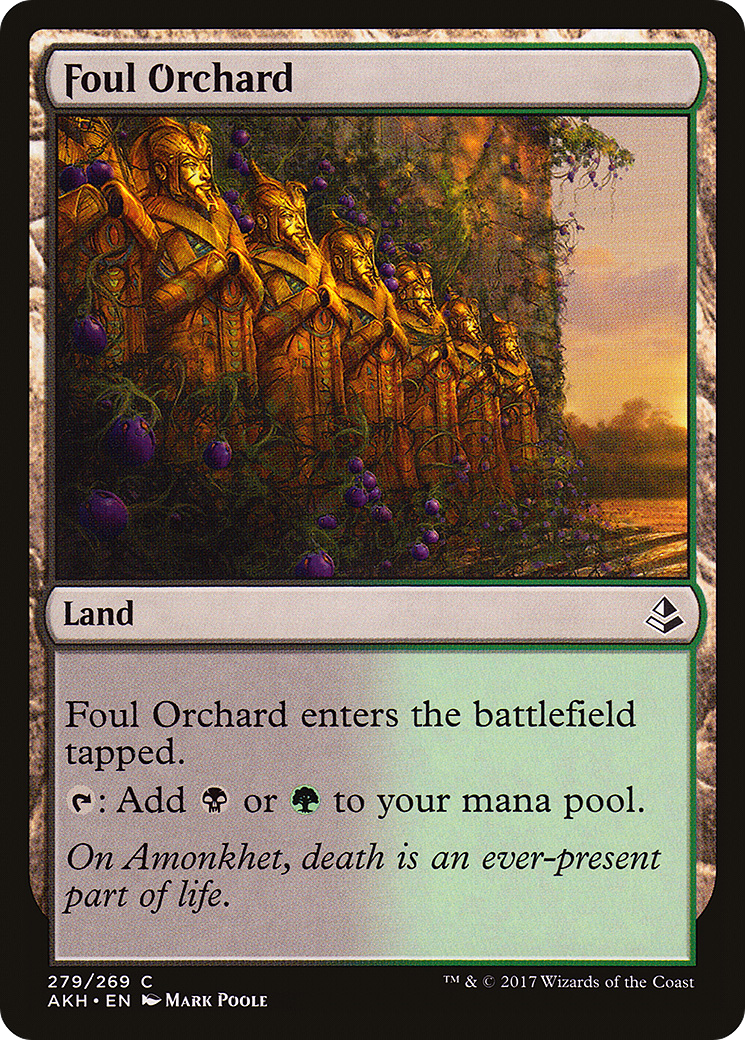 Foul Orchard
Land
Foul Orchard enters the battlefield
tapped.
: Add or to your mana pool.
On Amonkhet, death is an ever-present
part of life.
279/269 C
™ & © 2017 Wizards of the Coast
AKH • EN Mark Poole